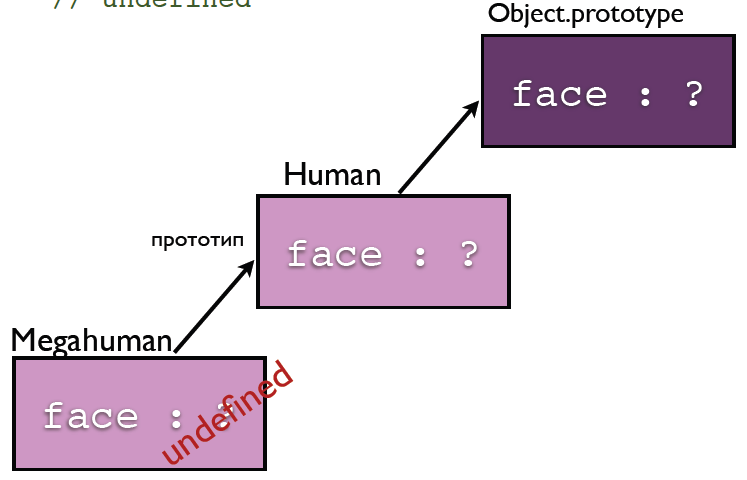 // undefined
Object.prototype
face : ?
Human
прототип
face : ?
Megahuman
face : ?
undefined